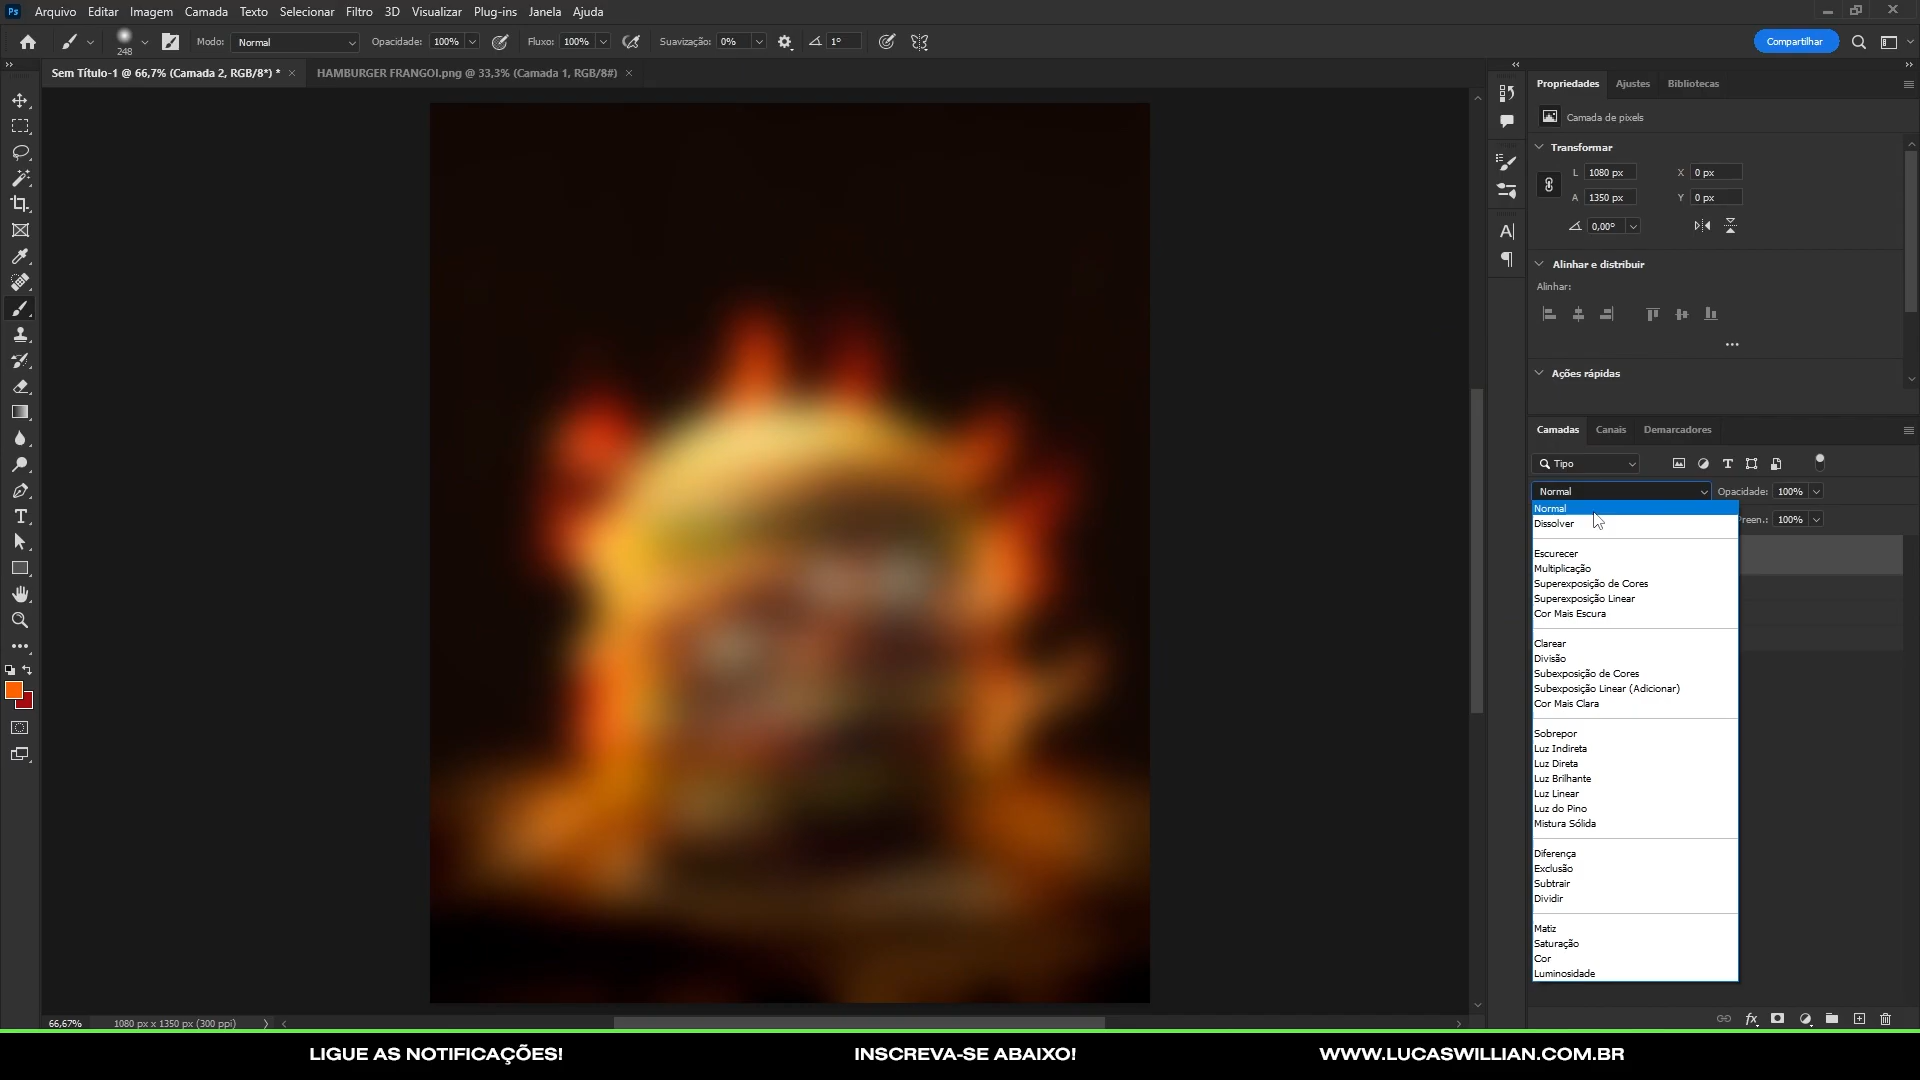 Ps Arquivo Editar Imagem Camada Texto Selecionar Filtro 3D Visualizar Plug-ins Janela Ajuda
248 Modo: Normal Opacidade: 100% Fluxo: 100% Suavização: 0% 1° Compartilhar
Sem Título-1 @ 66,7% (Camada 2, RGB/8*) * × HAMBURGER FRANGOI.png @ 33,3% (Camada 1, RGB/8#) ×
Propriedades Ajustes Bibliotecas
Camada de pixels
Transformar
L 1080 px X 0 px
A 1350 px Y 0 px
0,00°
Alinhar e distribuir
Alinhar:
Ações rápidas
Camadas Canais Demarcadores
Tipo
Normal Opacidade: 100%
Preen.: 100%
Normal
Dissolver
Escurecer
Multiplicação
Superexposição de Cores
Superexposição Linear
Cor Mais Escura
Clarear
Divisão
Subexposição de Cores
Subexposição Linear (Adicionar)
Cor Mais Clara
Sobrepor
Luz Indireta
Luz Direta
Luz Brilhante
Luz Linear
Luz do Pino
Mistura Sólida
Diferença
Exclusão
Subtrair
Dividir
Matiz
Saturação
Cor
Luminosidade
66,67% 1080 px x 1350 px (300 ppi)
LIGUE AS NOTIFICAÇÕES! INSCREVA-SE ABAIXO! WWW.LUCASWILLIAN.COM.BR